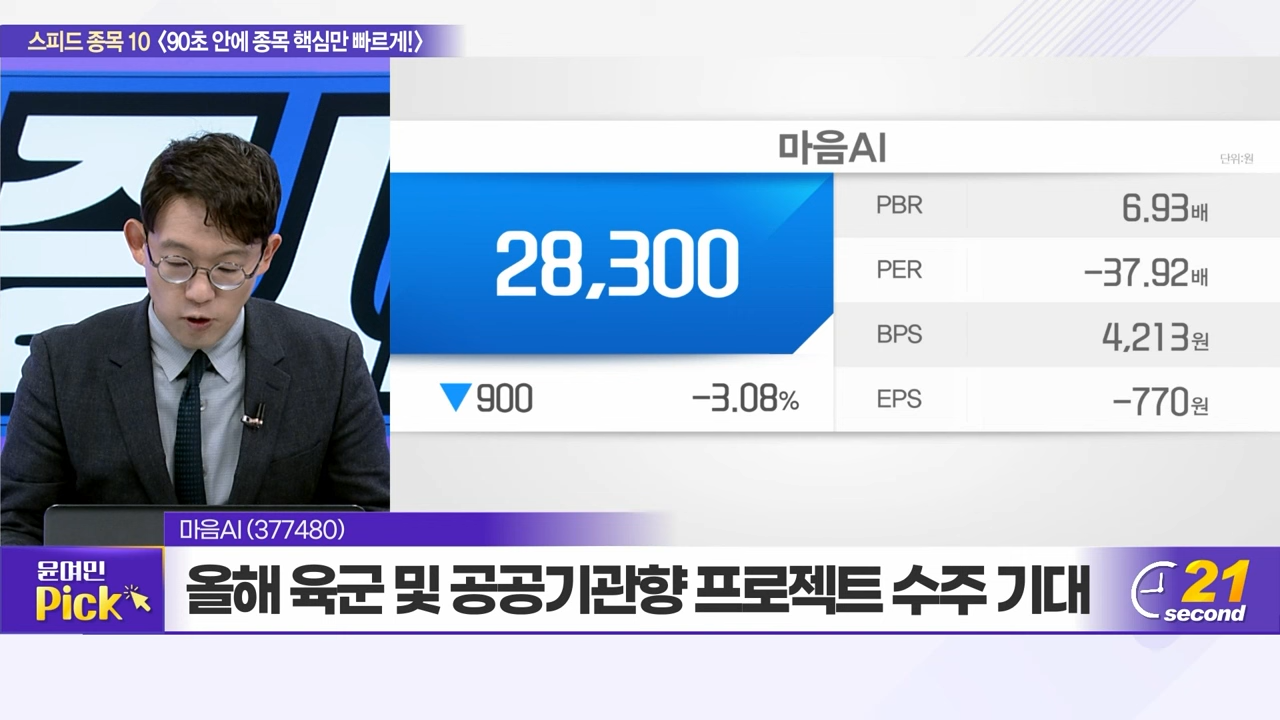 스피드 종목 10 〈90초 안에 종목 핵심만 빠르게!〉
마음AI
단위:원
28,300
▼900 -3.08%
PBR 6.93배
PER -37.92배
BPS 4,213원
EPS -770원
마음AI (377480)
윤여민
Pick
올해 육군 및 공공기관향 프로젝트 수주 기대
21
second